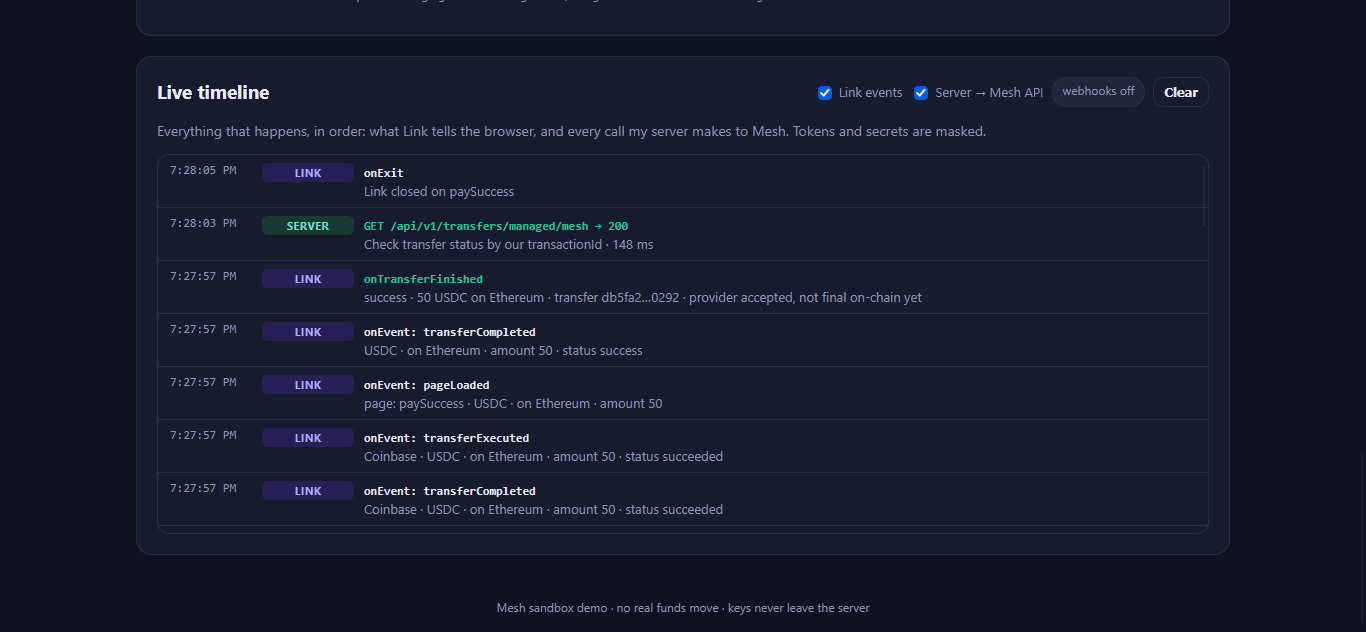 Live timeline
Link events
Server → Mesh API
webhooks off
Clear
Everything that happens, in order: what Link tells the browser, and every call my server makes to Mesh. Tokens and secrets are masked.
7:28:05 PM LINK onExit
Link closed on paySuccess
7:28:03 PM SERVER GET /api/v1/transfers/managed/mesh → 200
Check transfer status by our transactionId · 148 ms
7:27:57 PM LINK onTransferFinished
success · 50 USDC on Ethereum · transfer db5fa2…0292 · provider accepted, not final on-chain yet
7:27:57 PM LINK onEvent: transferCompleted
USDC · on Ethereum · amount 50 · status success
7:27:57 PM LINK onEvent: pageLoaded
page: paySuccess · USDC · on Ethereum · amount 50
7:27:57 PM LINK onEvent: transferExecuted
Coinbase · USDC · on Ethereum · amount 50 · status succeeded
7:27:57 PM LINK onEvent: transferCompleted
Coinbase · USDC · on Ethereum · amount 50 · status succeeded
Mesh sandbox demo · no real funds move · keys never leave the server